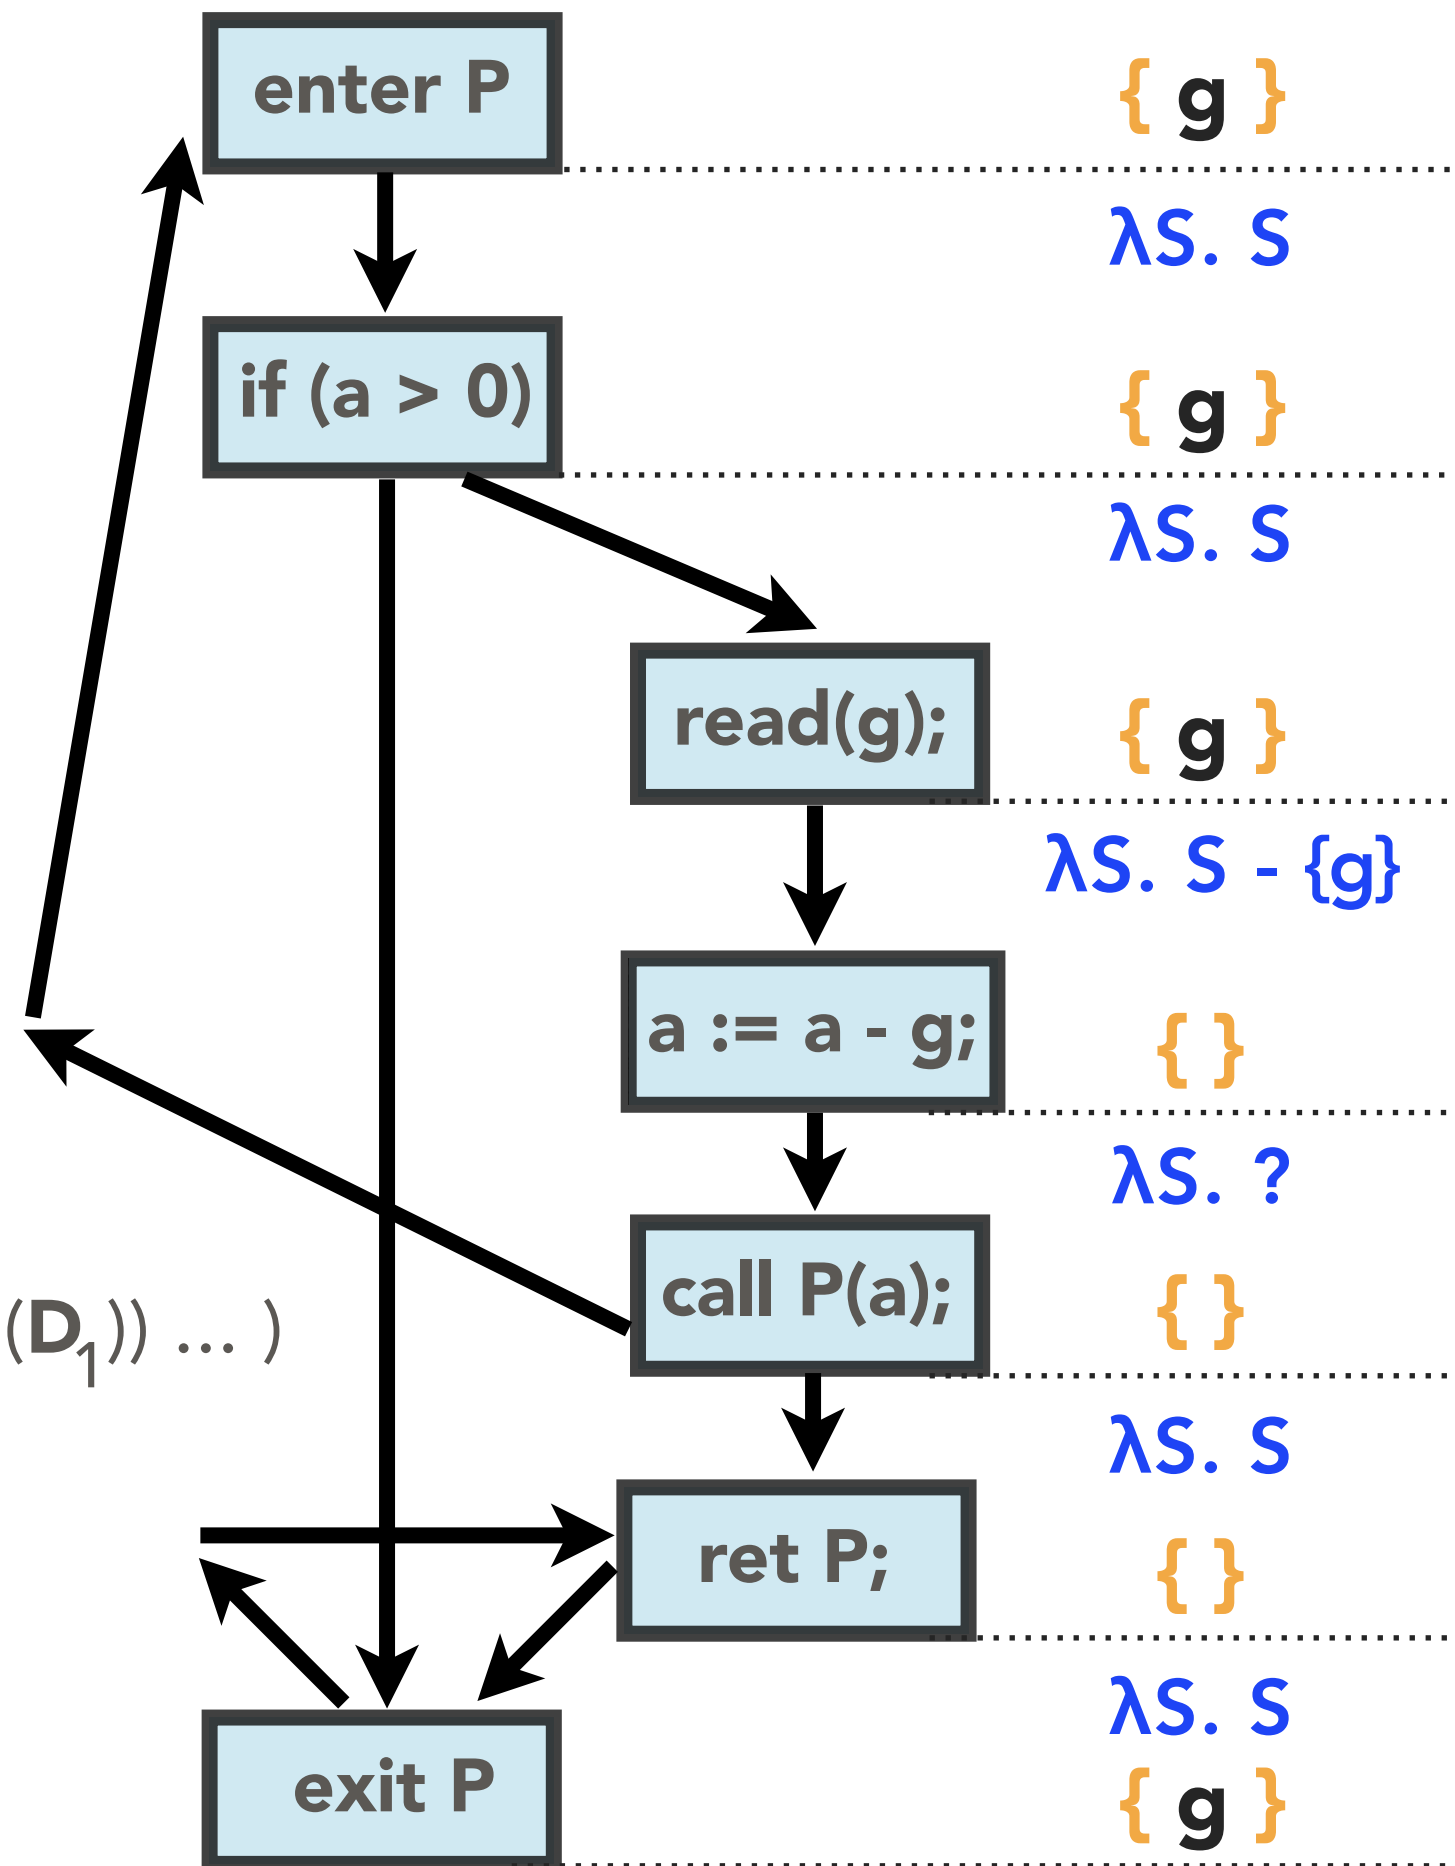 enter P
{ g }
λS. S
if (a > 0)
{ g }
λS. S
read(g);
{ g }
λS. S - {g}
a := a - g;
{ }
λS. ?
call P(a);
{ }
(D1)) ... )
λS. S
ret P;
{ }
λS. S
exit P
{ g }